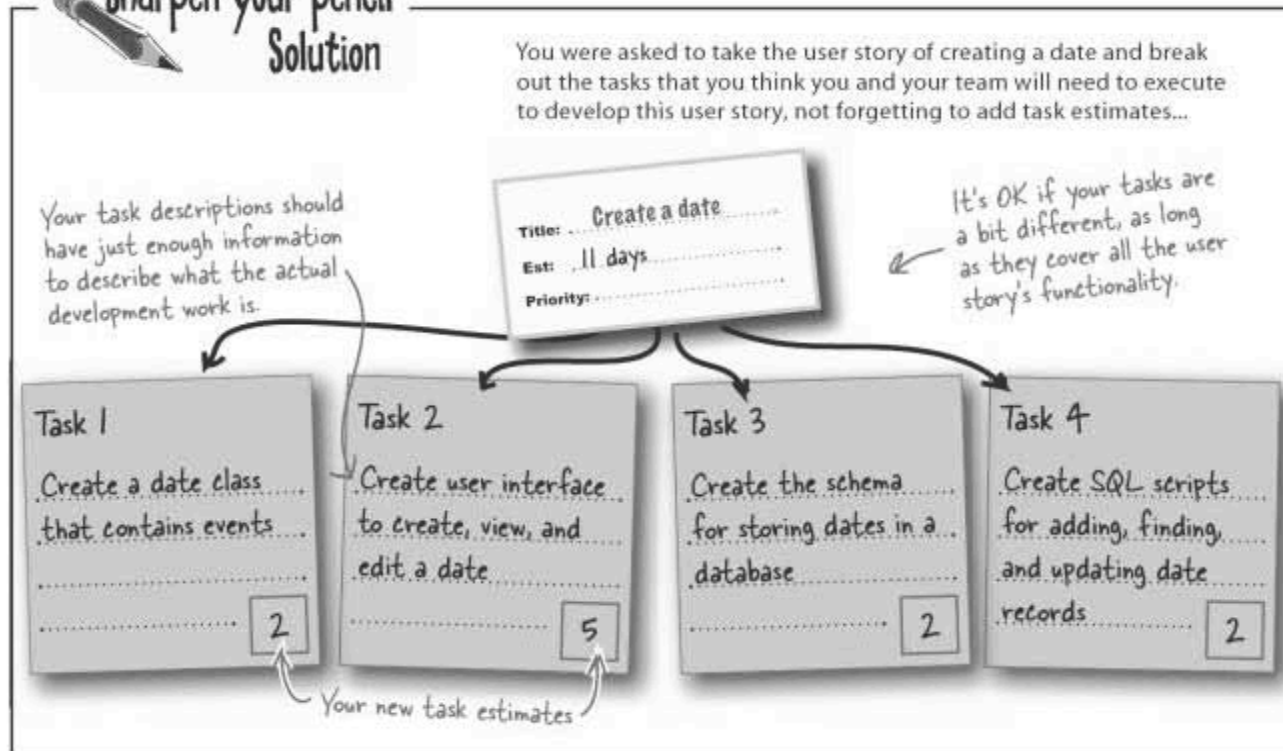 Sharpen your pencil
Solution
You were asked to take the user story of creating a date and break
out the tasks that you think you and your team will need to execute
to develop this user story, not forgetting to add task estimates...
Your task descriptions should
have just enough information
to describe what the actual
development work is.
Title: Create a date
Est: 11 days
Priority:
It's OK if your tasks are
a bit different, as long
as they cover all the user
story's functionality.
Task 1
Create a date class
that contains events
2
Task 2
Create user interface
to create, view, and
edit a date
5
Task 3
Create the schema
for storing dates in a
database
2
Task 4
Create SQL scripts
for adding, finding,
and updating date
records
2
Your new task estimates